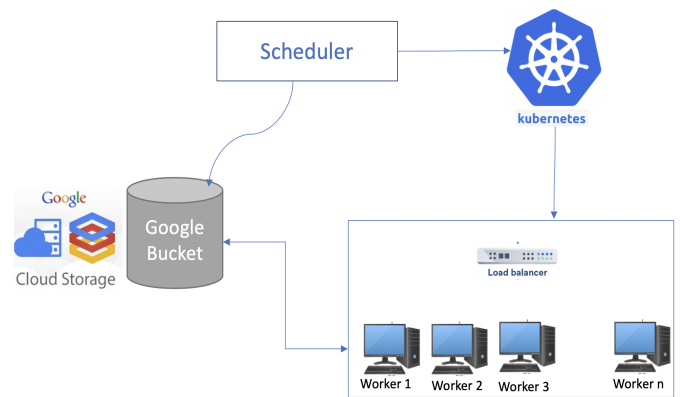 Scheduler
kubernetes
Google
Cloud Storage
Google
Bucket
Load balancer
Worker 1
Worker 2
Worker 3
Worker n